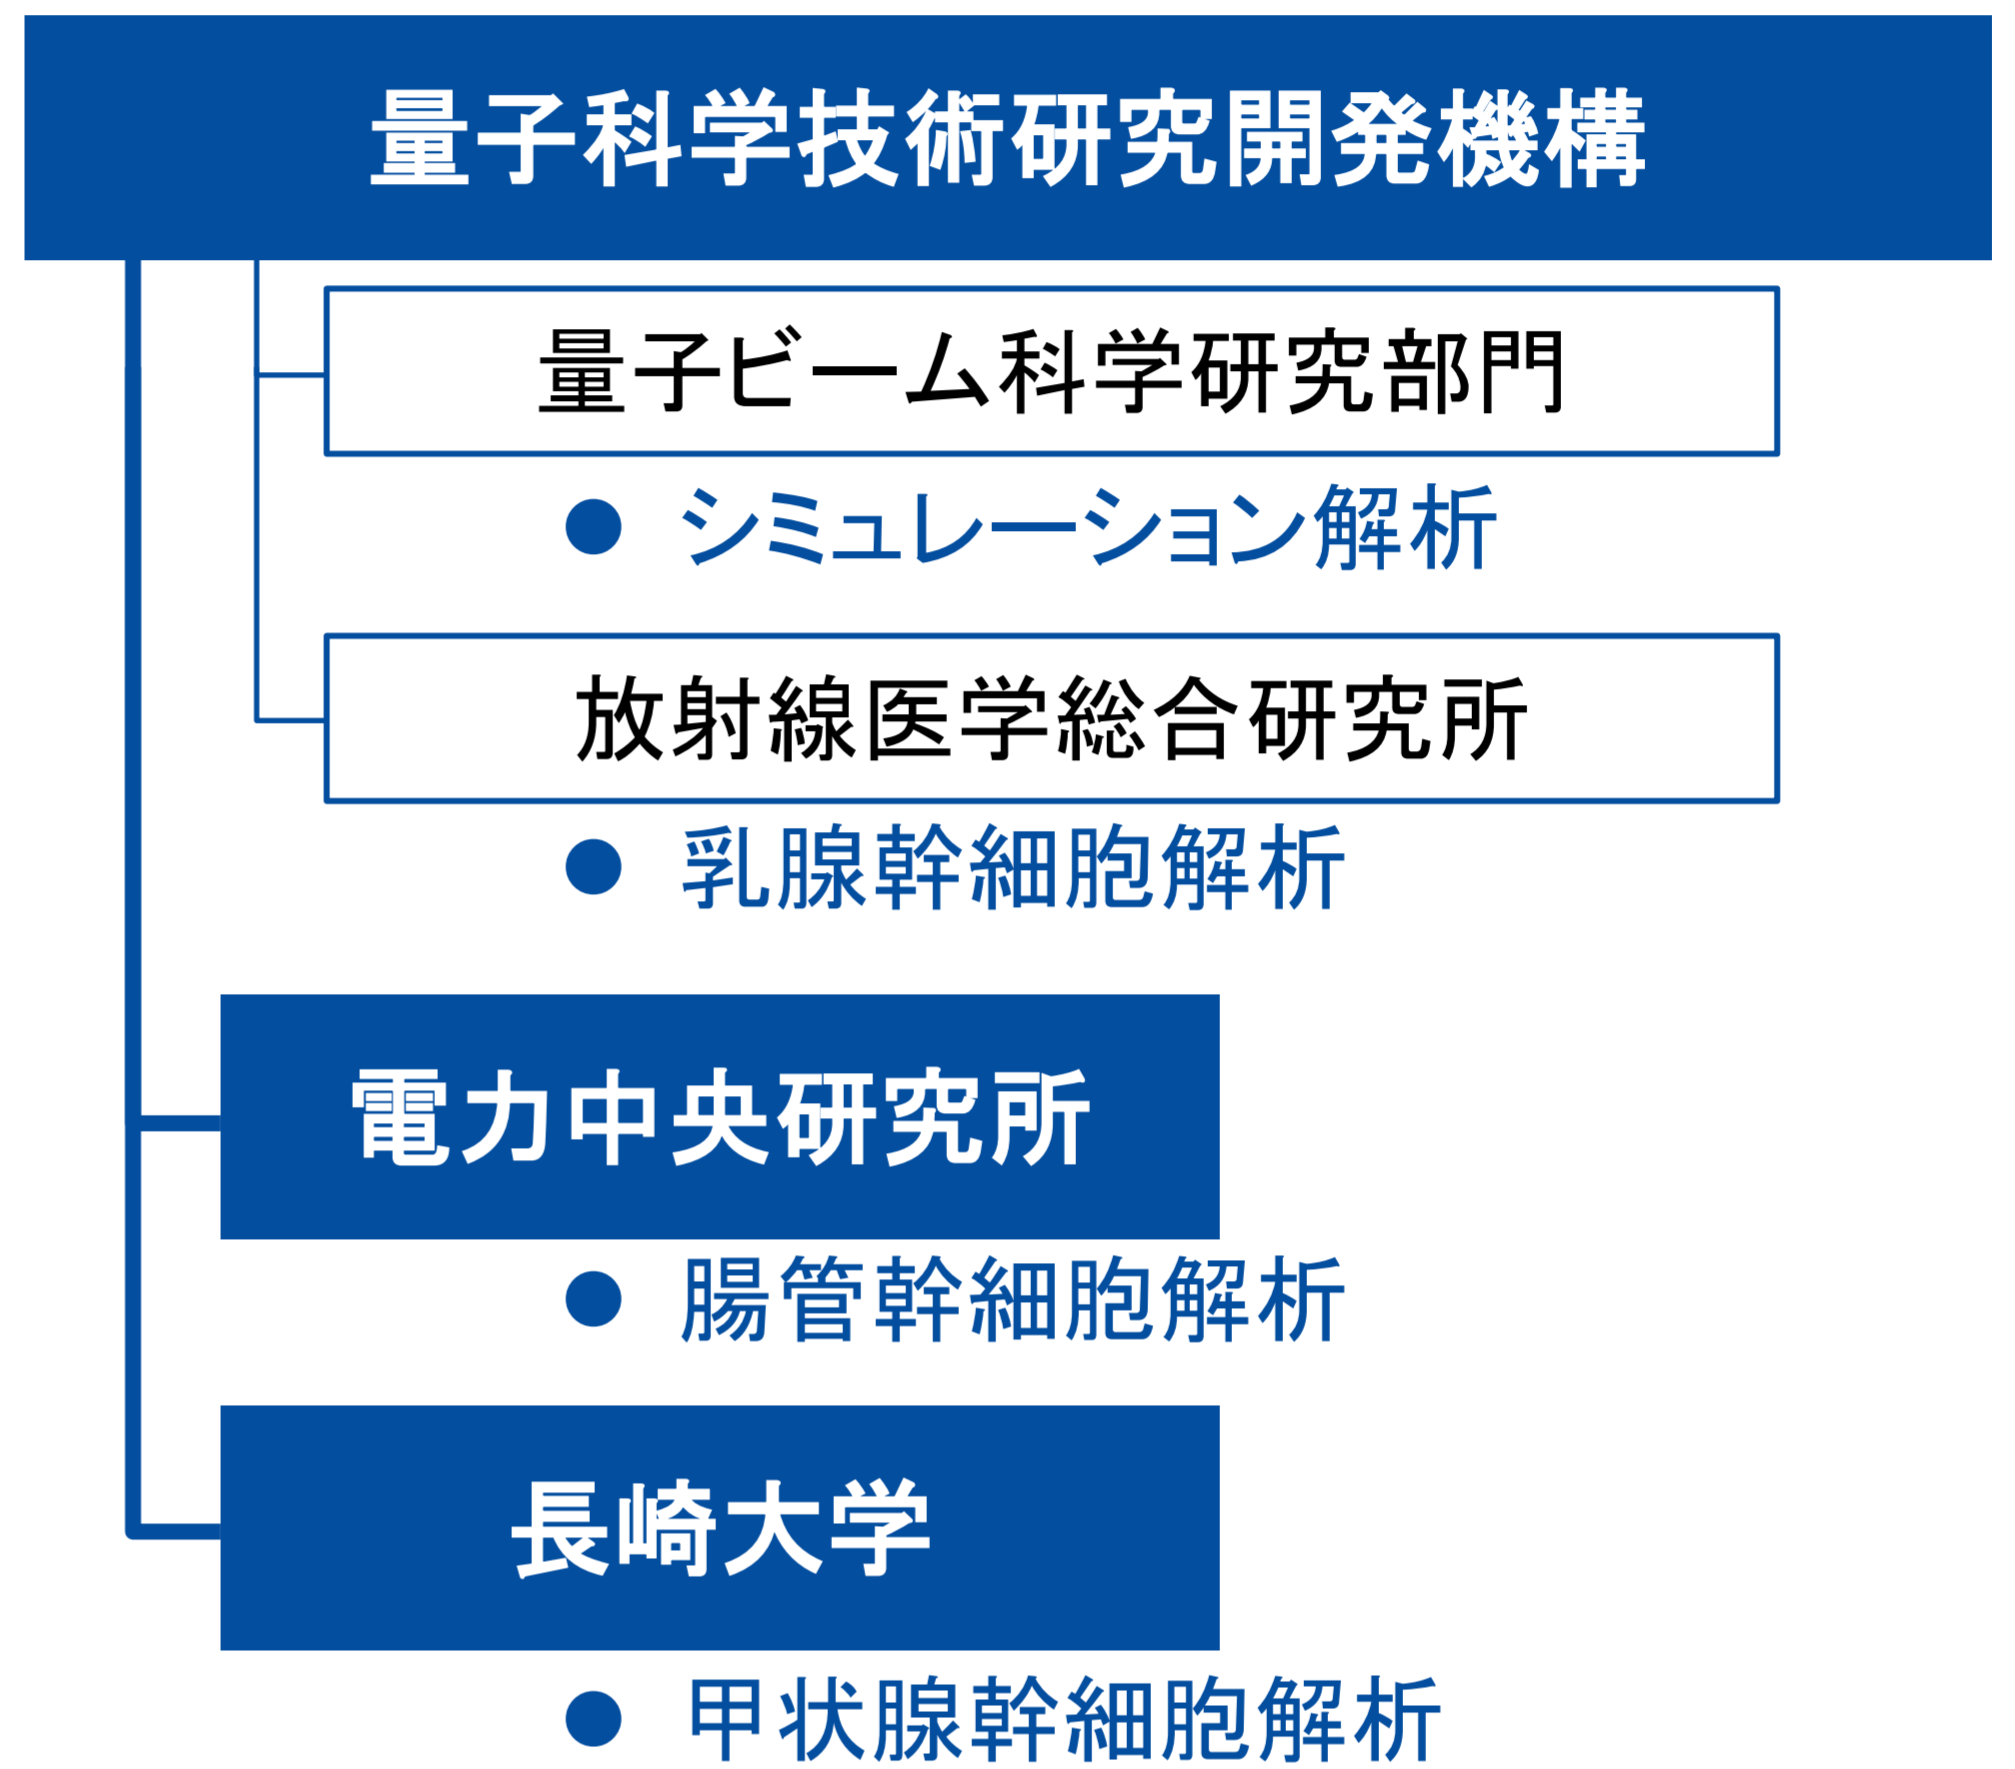 量子科学技術研究開発機構
量子ビーム科学研究部門
● シミュレーション解析
放射線医学総合研究所
● 乳腺幹細胞解析
電力中央研究所
● 腸管幹細胞解析
長崎大学
● 甲状腺幹細胞解析